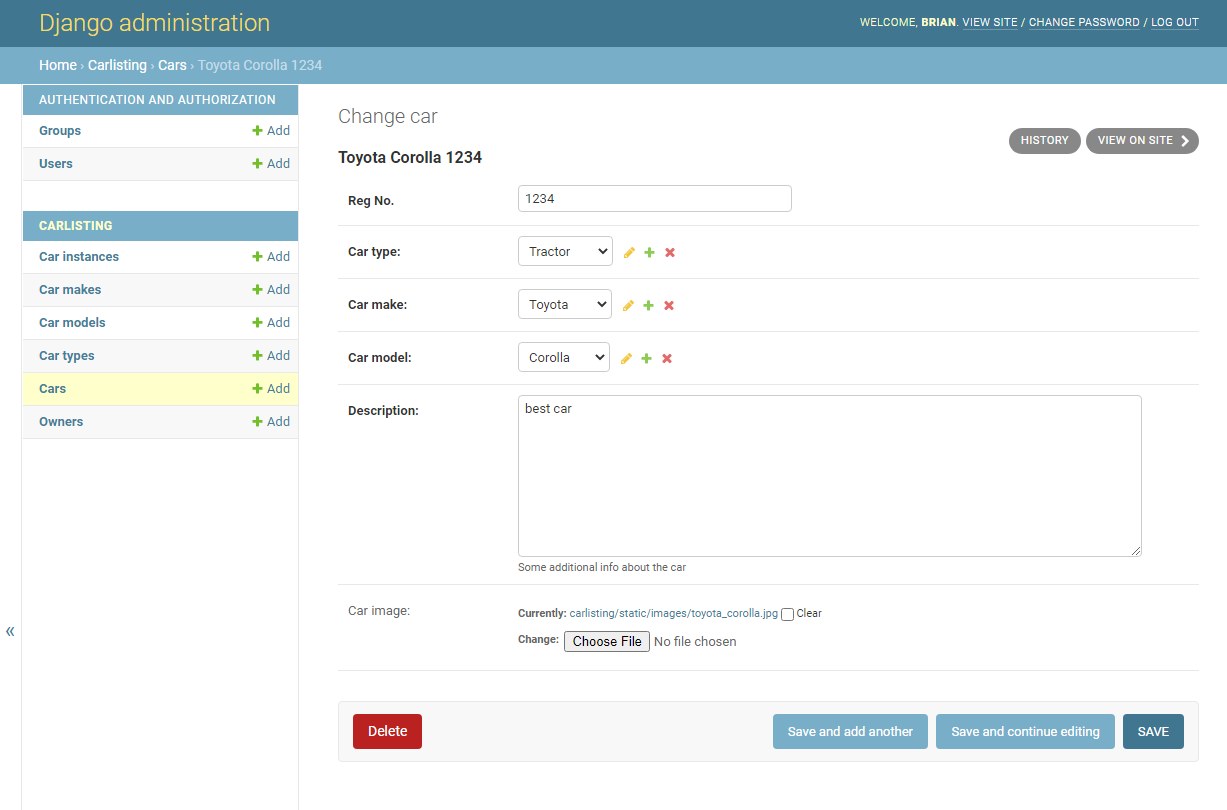 Django administration
WELCOME, BRIAN. VIEW SITE / CHANGE PASSWORD / LOG OUT
Home › Carlisting › Cars › Toyota Corolla 1234
AUTHENTICATION AND AUTHORIZATION
Groups Add
Users Add
CARLISTING
Car instances Add
Car makes Add
Car models Add
Car types Add
Cars Add
Owners Add
«
Change car
HISTORY VIEW ON SITE
Toyota Corolla 1234
Reg No. 1234
Car type: Tractor
Car make: Toyota
Car model: Corolla
Description: best car
Some additional info about the car
Car image: Currently: carlisting/static/images/toyota_corolla.jpg Clear
Change: Choose File No file chosen
Delete Save and add another Save and continue editing SAVE